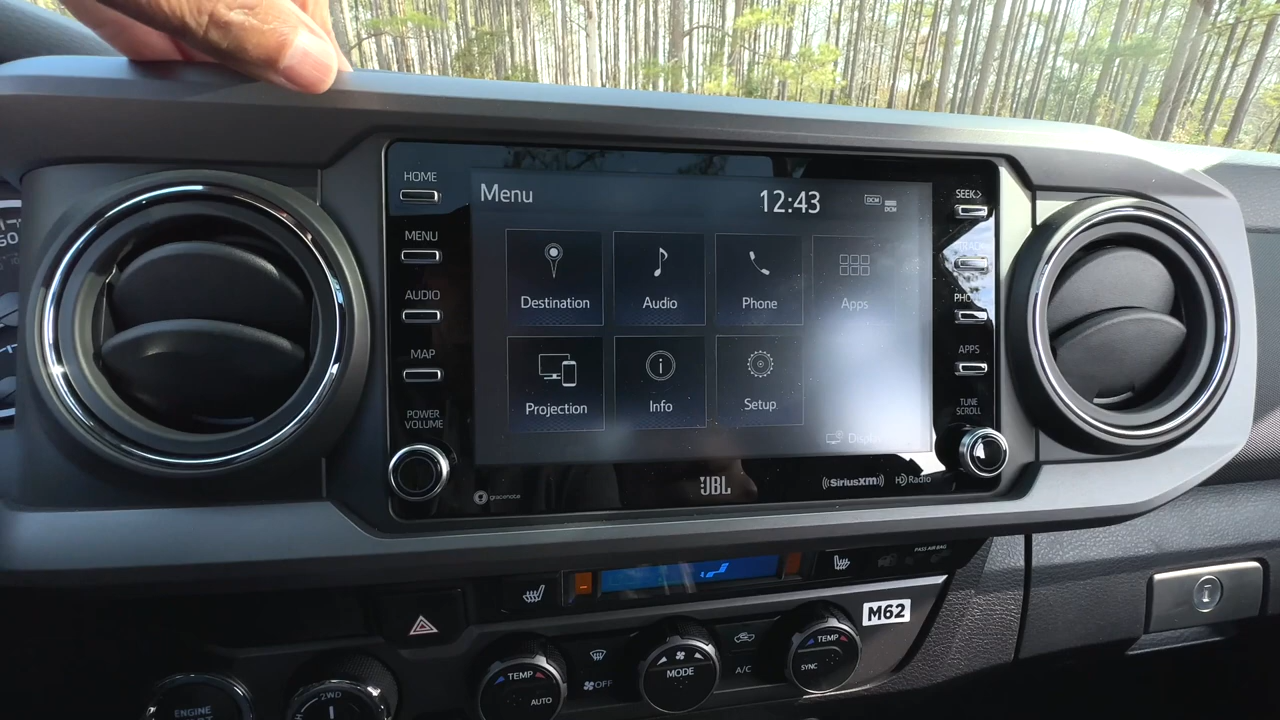 HOME
MENU
AUDIO
MAP
POWER
VOLUME
Menu
12:43
DCM
DCM
Destination
Audio
Phone
Apps
Projection
Info
Setup
Display
SEEK>
APPS
TUNE
SCROLL
gracenote
JBL
((SiriusXM))
HD Radio
PASS AIR BAG
M62
TEMP
AUTO
OFF
MODE
A/C
TEMP
SYNC
2WD
ENGINE